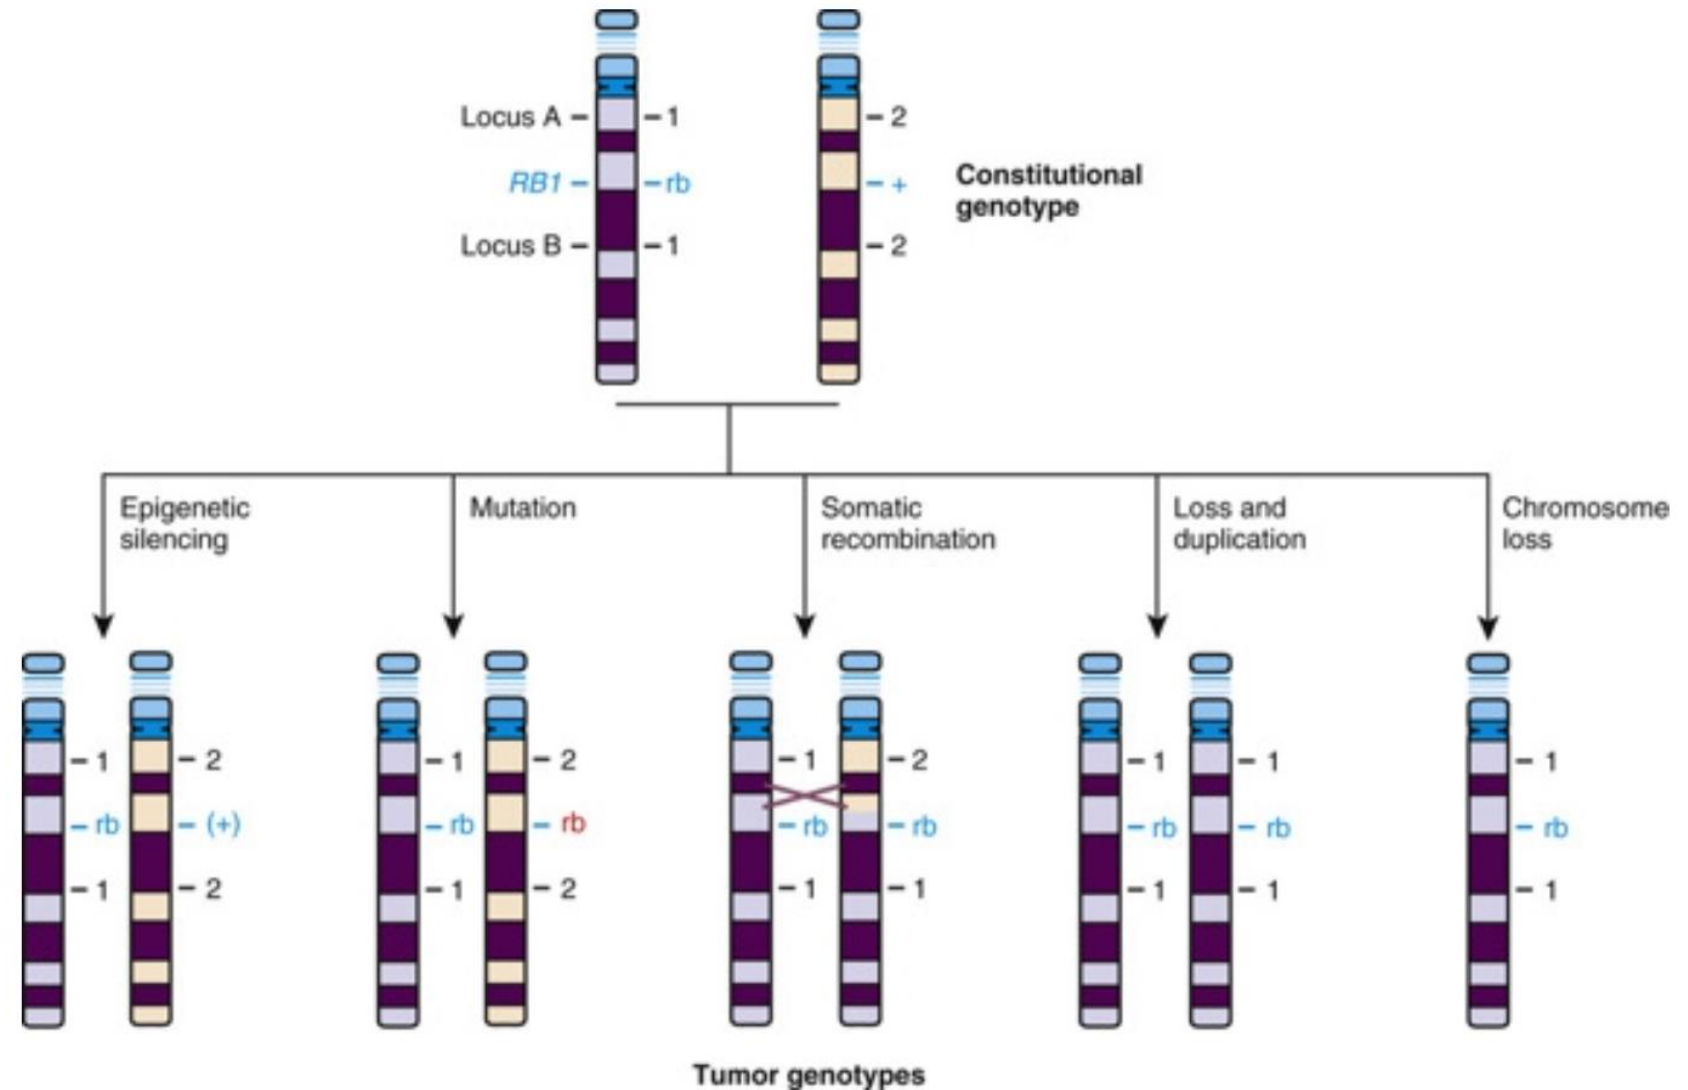 Locus A – – 1 – 2
RB1 – – rb – +
Locus B – – 1 – 2
Constitutional
genotype
Epigenetic
silencing
Mutation
Somatic
recombination
Loss and
duplication
Chromosome
loss
– 1 – 2 – 1 – 2 – 1 – 2 – 1 – 1 – 1
– rb – (+) – rb – rb – rb – rb – rb – rb – rb
– 1 – 2 – 1 – 2 – 1 – 1 – 1 – 1 – 1
Tumor genotypes